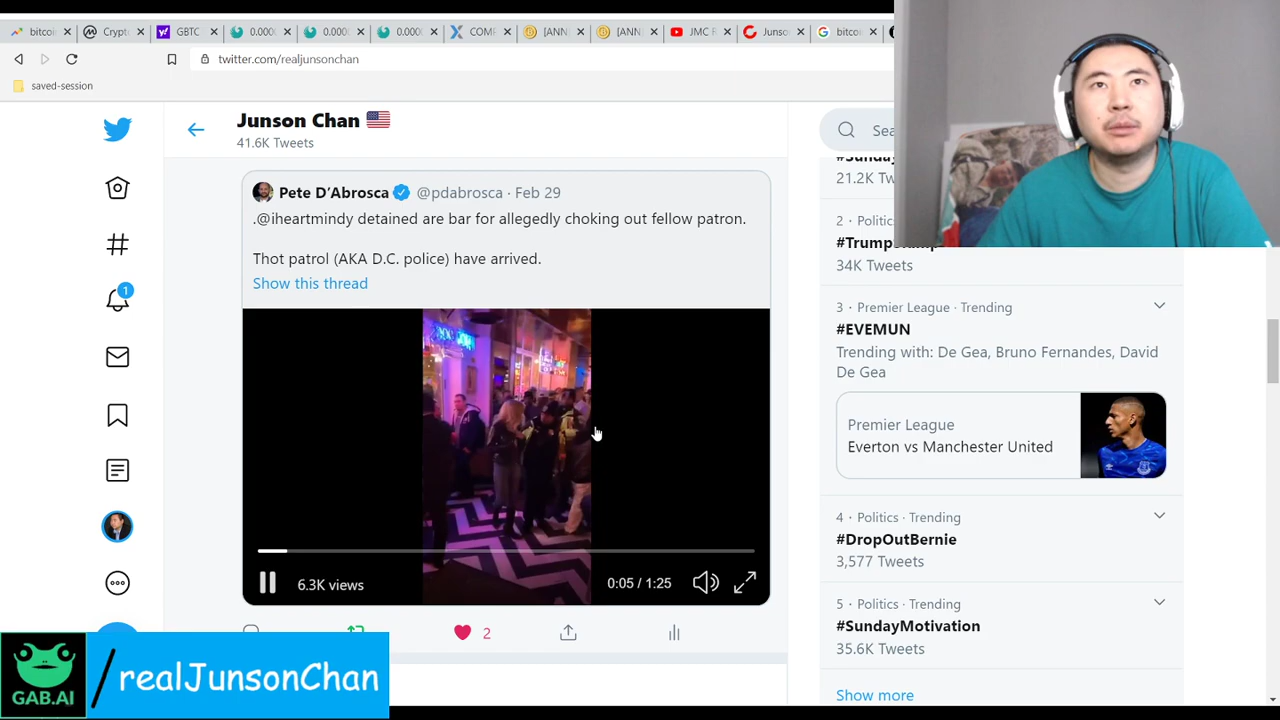 bitcoi
Crypt
GBTC
0.000
0.000
0.000
COMF
[ANN
[ANN
JMC F
Junso
bitcoi
twitter.com/realjunsonchan
saved-session
Junson Chan
41.6K Tweets
Pete D'Abrosca @pdabrosca · Feb 29
.@iheartmindy detained are bar for allegedly choking out fellow patron.
Thot patrol (AKA D.C. police) have arrived.
Show this thread
6.3K views
0:05 / 1:25
2
1
GAB.AI
/realJunsonChan
Sea
21.2K Tweets
2 · Politic
34K Tweets
3 · Premier League · Trending
#EVEMUN
Trending with: De Gea, Bruno Fernandes, David
De Gea
Premier League
Everton vs Manchester United
4 · Politics · Trending
#DropOutBernie
3,577 Tweets
5 · Politics · Trending
#SundayMotivation
35.6K Tweets
Show more